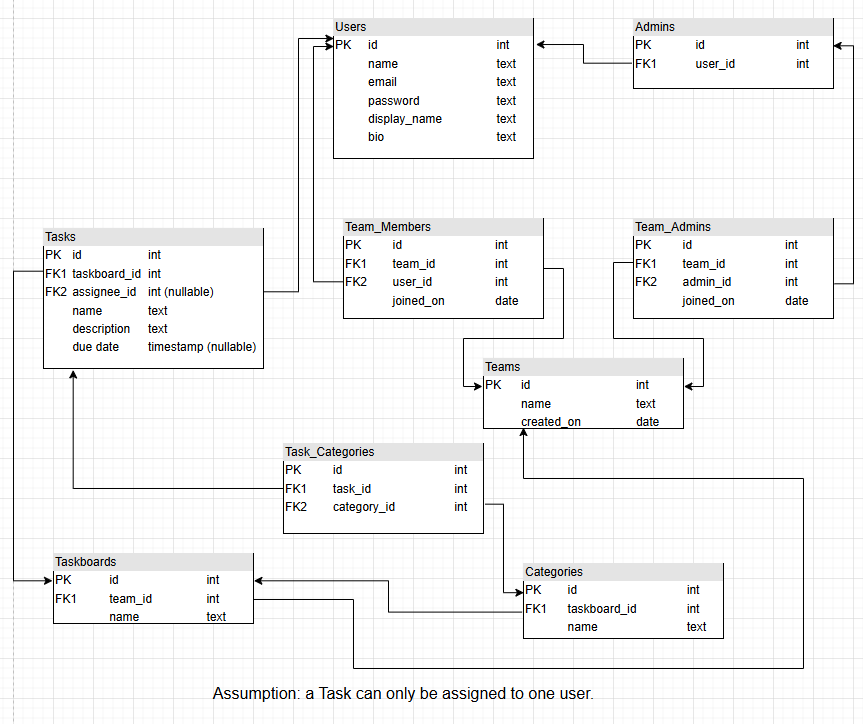 Users
PK id int
name text
email text
password text
display_name text
bio text
Admins
PK id int
FK1 user_id int
Tasks
PK id int
FK1 taskboard_id int
FK2 assignee_id int (nullable)
name text
description text
due date timestamp (nullable)
Team_Members
PK id int
FK1 team_id int
FK2 user_id int
joined_on date
Team_Admins
PK id int
FK1 team_id int
FK2 admin_id int
joined_on date
Teams
PK id int
name text
created_on date
Task_Categories
PK id int
FK1 task_id int
FK2 category_id int
Taskboards
PK id int
FK1 team_id int
name text
Categories
PK id int
FK1 taskboard_id int
name text
Assumption: a Task can only be assigned to one user.